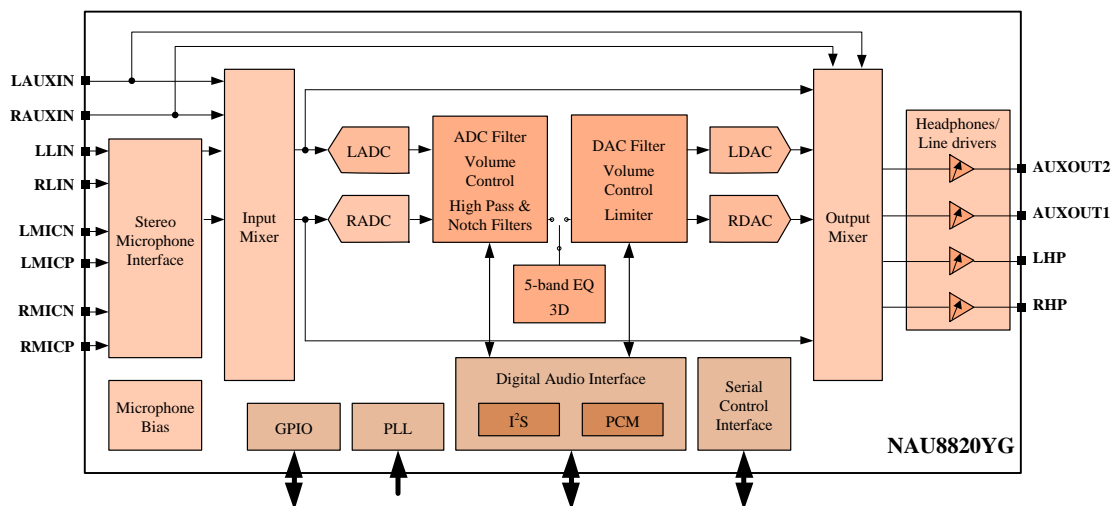 LAUXIN
RAUXIN
LLIN
RLIN
LMICN
LMICP
RMICN
RMICP
Stereo
Microphone
Interface
Microphone
Bias
Input
Mixer
LADC
RADC
ADC Filter
Volume
Control
High Pass &
Notch Filters
DAC Filter
Volume
Control
Limiter
5-band EQ
3D
LDAC
RDAC
Output
Mixer
Headphones/
Line drivers
AUXOUT2
AUXOUT1
LHP
RHP
GPIO
PLL
Digital Audio Interface
I²S
PCM
Serial
Control
Interface
NAU8820YG